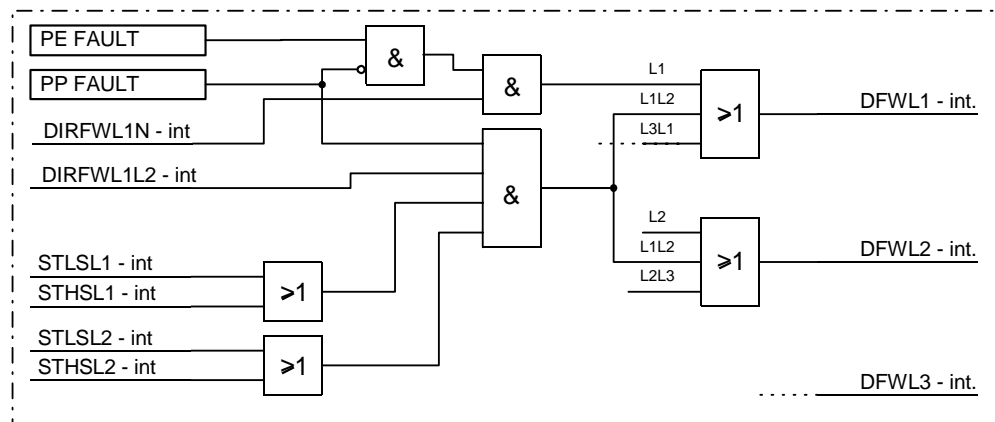 PE FAULT
&
PP FAULT
&
L1
L1L2
≥1
DFWL1 - int.
DIRFWL1N - int
L3L1
DIRFWL1L2 - int
&
L2
L1L2
≥1
DFWL2 - int.
L2L3
STLSL1 - int
≥1
STHSL1 - int
STLSL2 - int
≥1
STHSL2 - int
DFWL3 - int.